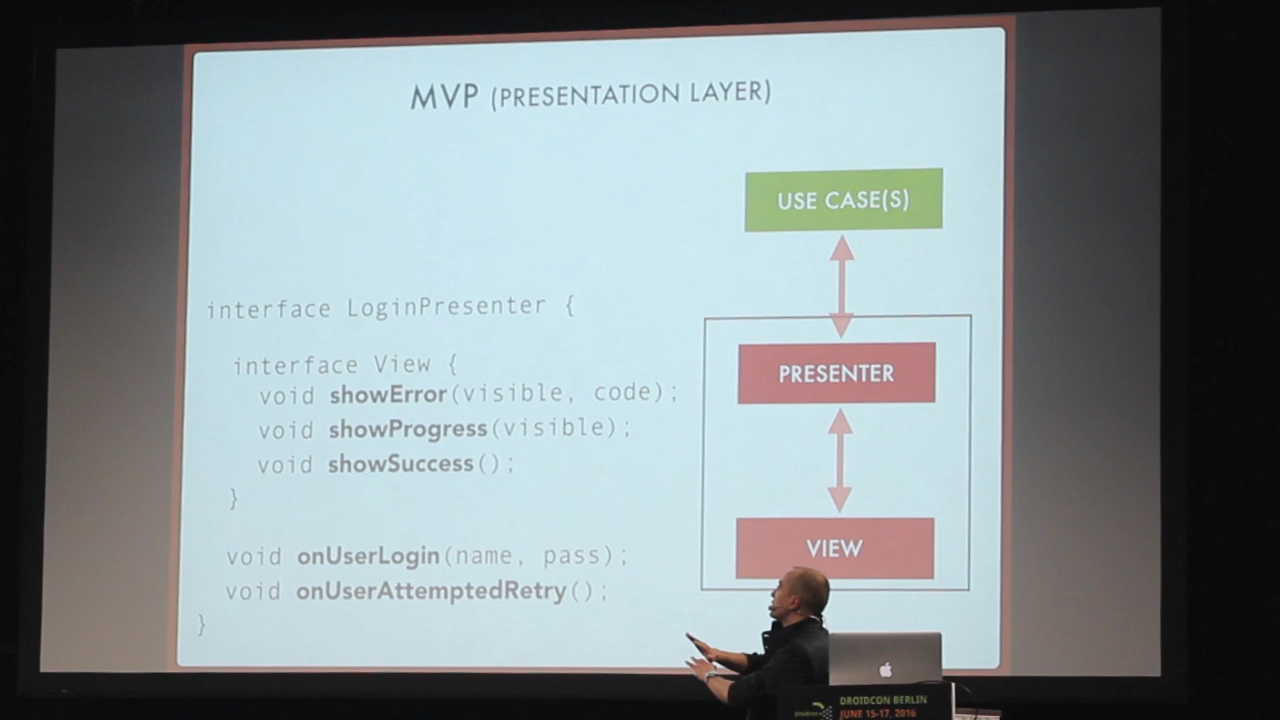 MVP (PRESENTATION LAYER)
USE CASE(S)
interface LoginPresenter {
interface View {
void showError(visible, code);
void showProgress(visible);
void showSuccess();
}
void onUserLogin(name, pass);
void onUserAttemptedRetry();
}
PRESENTER
VIEW
DROIDCON BERLIN
JUNE 15-17, 2016